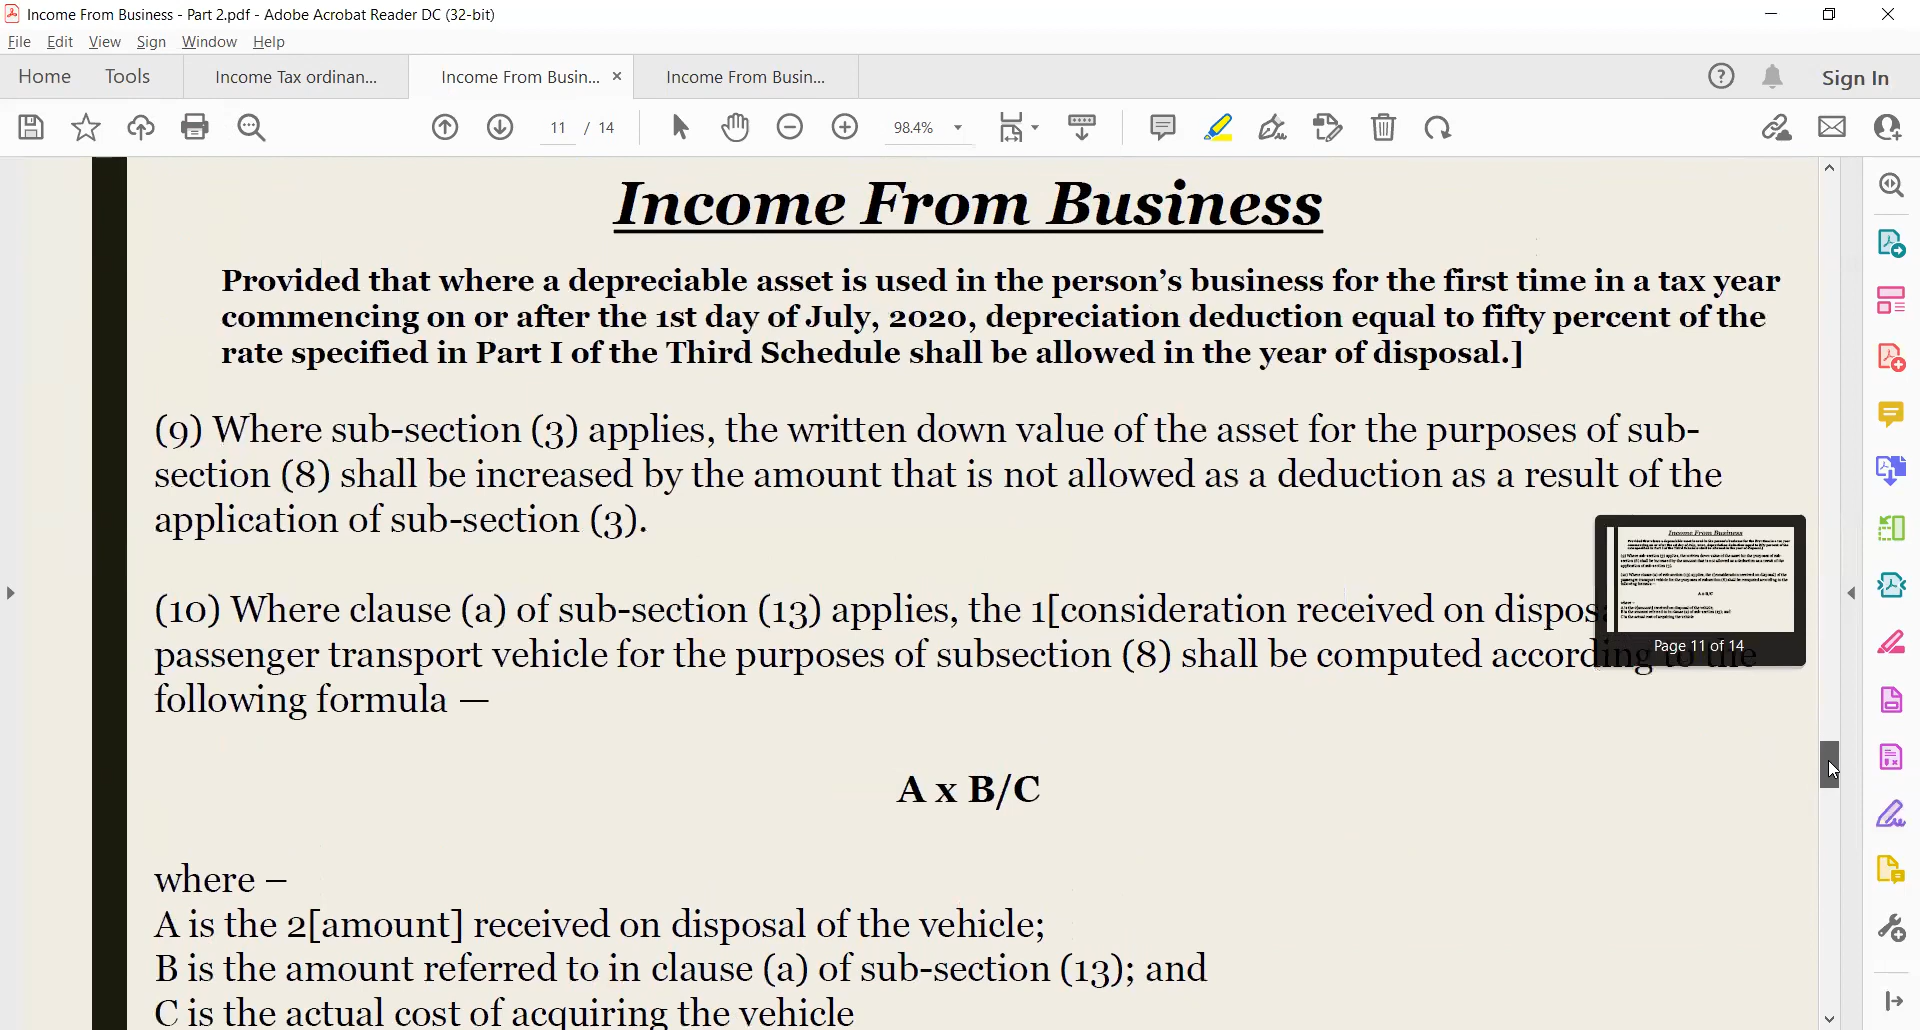 Income From Business - Part 2.pdf - Adobe Acrobat Reader DC (32-bit)
File Edit View Sign Window Help
Home Tools Income Tax ordinan... Income From Busin... × Income From Busin... Sign In
11 / 14 98.4%
Income From Business
Provided that where a depreciable asset is used in the person’s business for the first time in a tax year
commencing on or after the 1st day of July, 2020, depreciation deduction equal to fifty percent of the
rate specified in Part I of the Third Schedule shall be allowed in the year of disposal.]
(9) Where sub-section (3) applies, the written down value of the asset for the purposes of sub-
section (8) shall be increased by the amount that is not allowed as a deduction as a result of the
application of sub-section (3).
(10) Where clause (a) of sub-section (13) applies, the 1[consideration received on
passenger transport vehicle for the purposes of subsection (8) shall be computed according to the
following formula —
Page 11 of 14
A x B/C
where –
A is the 2[amount] received on disposal of the vehicle;
B is the amount referred to in clause (a) of sub-section (13); and
C is the actual cost of acquiring the vehicle